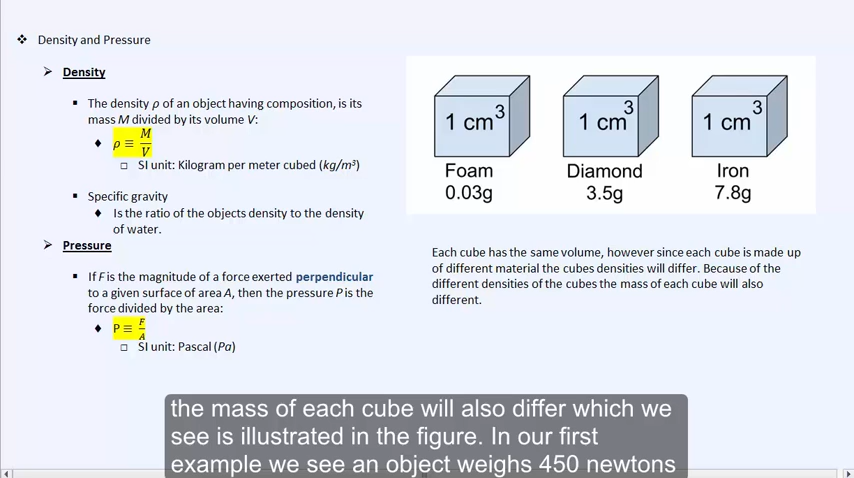 Density and Pressure
Density
The density ρ of an object having composition, is its
mass M divided by its volume V:
ρ ≡ M/V
SI unit: Kilogram per meter cubed (kg/m³)
Specific gravity
Is the ratio of the objects density to the density
of water.
Pressure
If F is the magnitude of a force exerted perpendicular
to a given surface of area A, then the pressure P is the
force divided by the area:
P ≡ F/A
SI unit: Pascal (Pa)
1 cm³ 1 cm³ 1 cm³
Foam Diamond Iron
0.03g 3.5g 7.8g
Each cube has the same volume, however since each cube is made up
of different material the cubes densities will differ. Because of the
different densities of the cubes the mass of each cube will also
different.
the mass of each cube will also differ which we
see is illustrated in the figure. In our first
example we see an object weighs 450 newtons